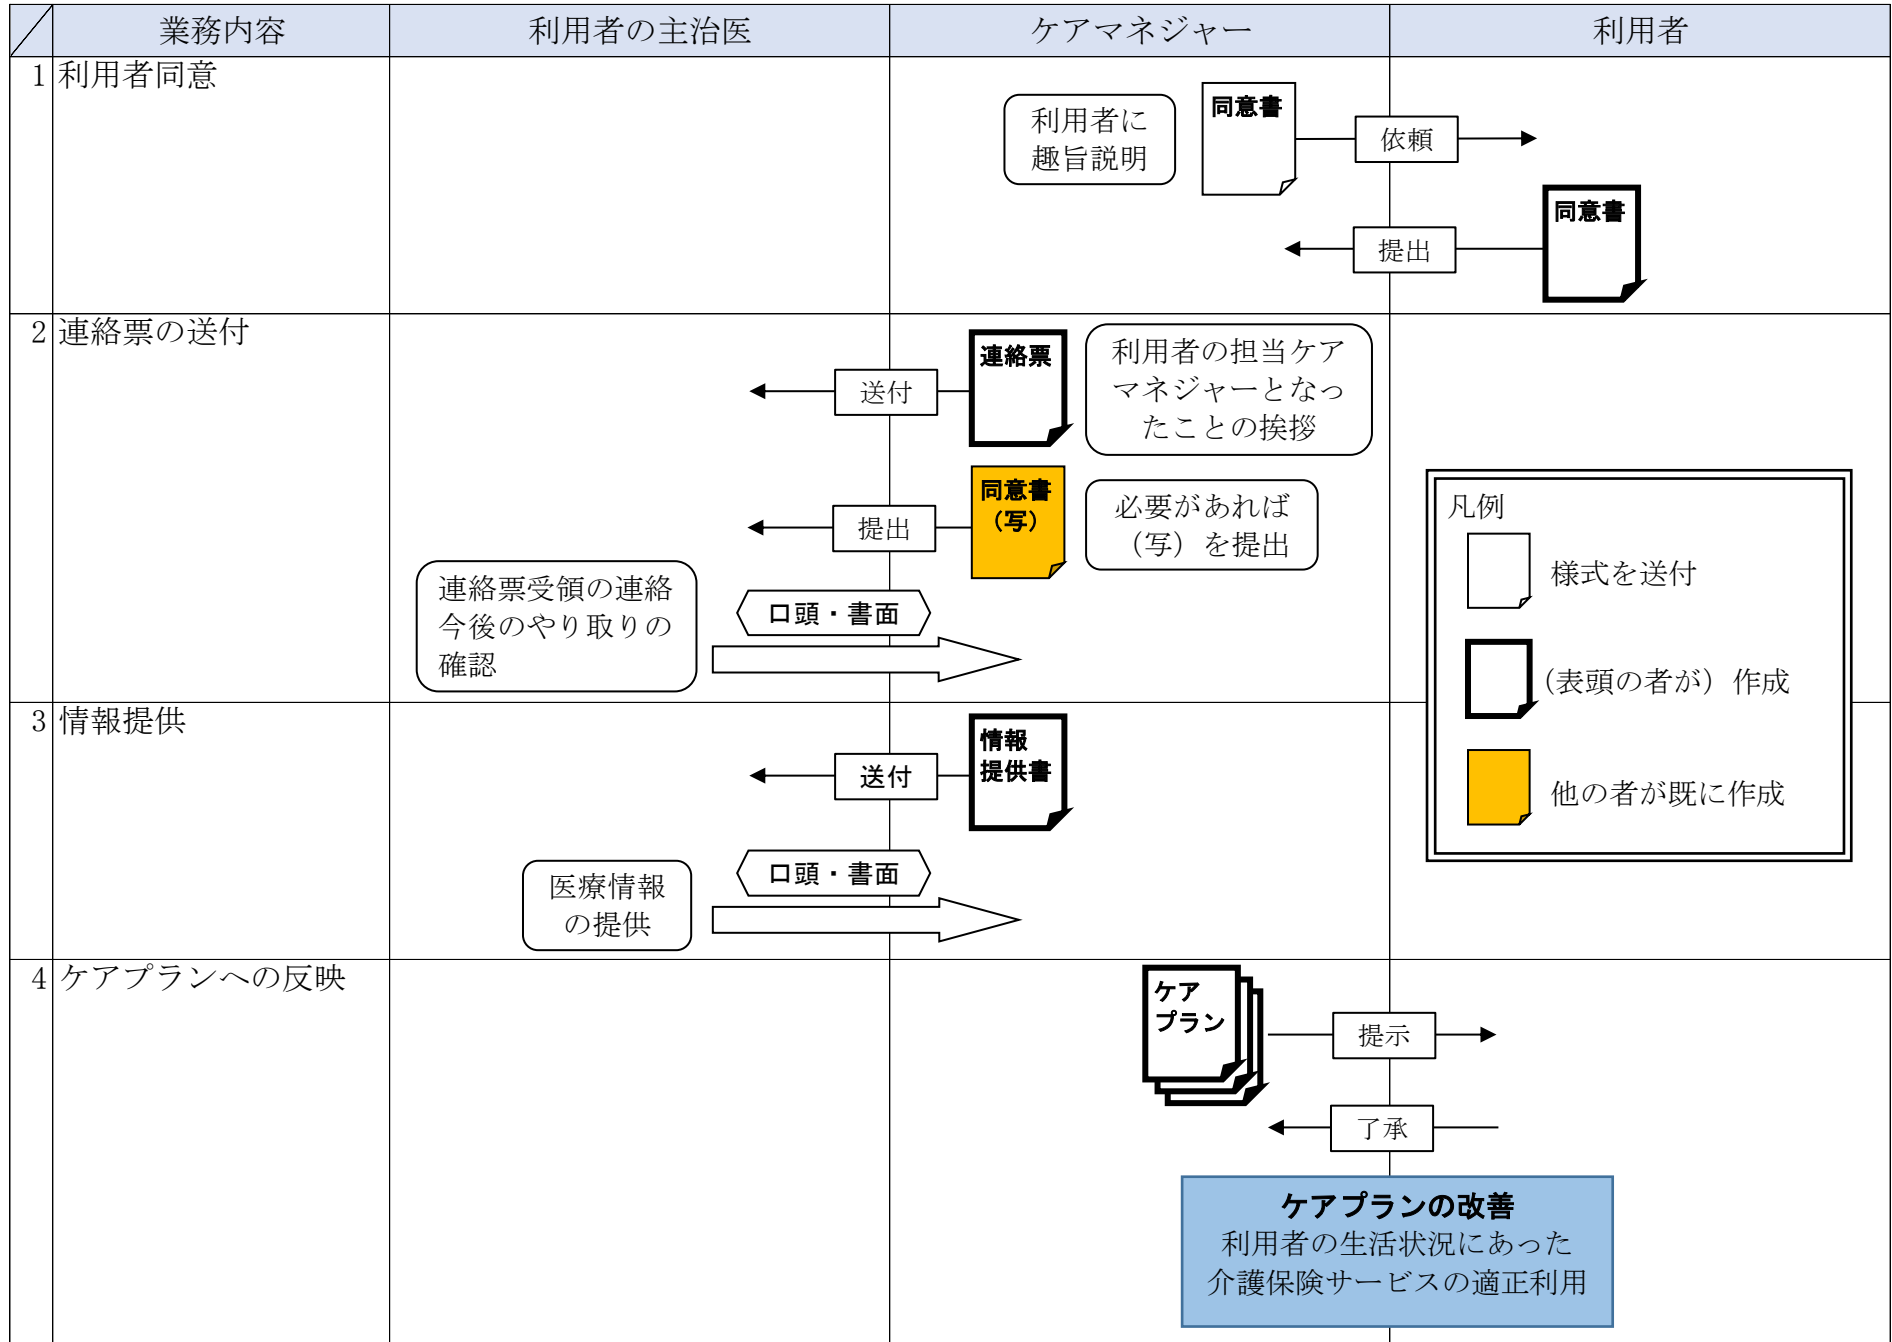 業務内容
利用者の主治医
ケアマネジャー
利用者
1 利用者同意
利用者に
趣旨説明
同意書
依頼
同意書
提出
2 連絡票の送付
連絡票
送付
利用者の担当ケア
マネジャーとなっ
たことの挨拶
同意書
(写)
提出
必要があれば
（写）を提出
連絡票受領の連絡
今後のやり取りの
確認
口頭・書面
凡例
様式を送付
（表頭の者が）作成
他の者が既に作成
3 情報提供
情報
提供書
送付
医療情報
の提供
口頭・書面
4 ケアプランへの反映
ケア
プラン
提示
了承
ケアプランの改善
利用者の生活状況にあった
介護保険サービスの適正利用